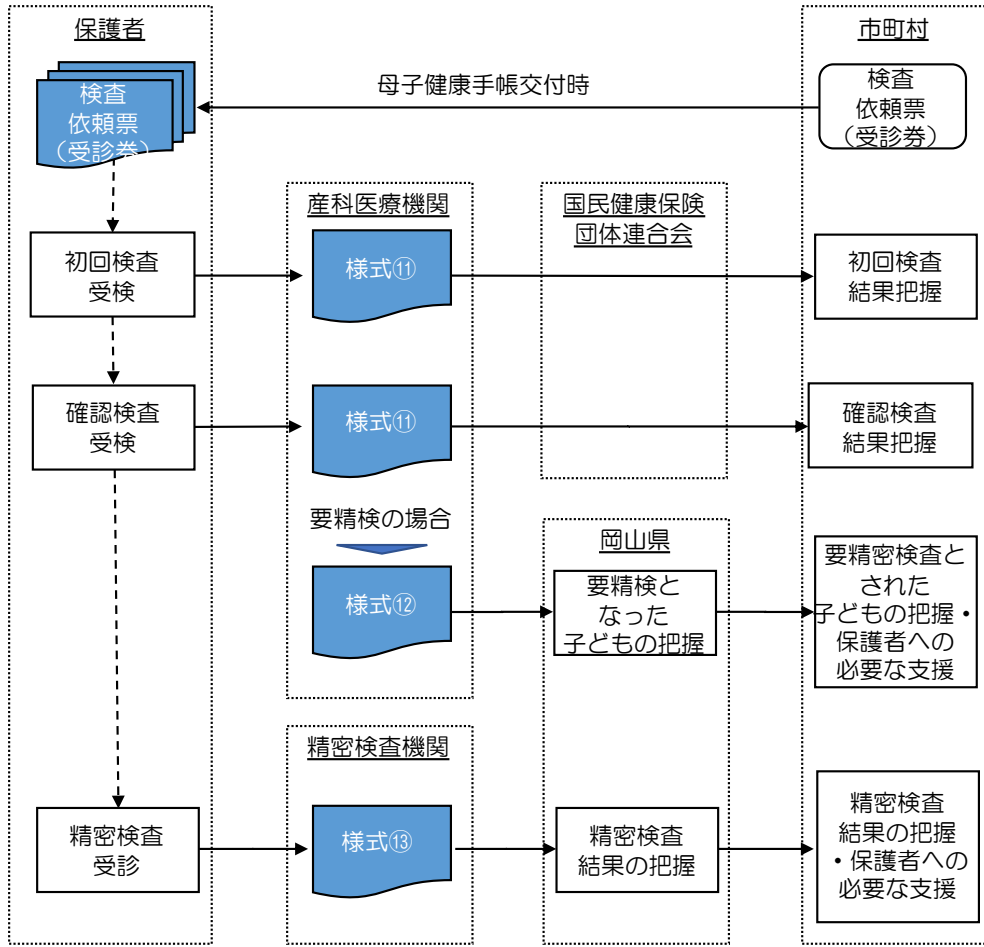 保護者
市町村
検査
依頼票
（受診券）
母子健康手帳交付時
検査
依頼票
（受診券）
産科医療機関
国民健康保険
団体連合会
初回検査
受検
様式⑪
初回検査
結果把握
確認検査
受検
様式⑪
確認検査
結果把握
要精検の場合
岡山県
様式⑫
要精検と
なった
子どもの把握
要精密検査と
された
子どもの把握・
保護者への
必要な支援
精密検査機関
精密検査
受診
様式⑬
精密検査
結果の把握
精密検査
結果の把握
・保護者への
必要な支援